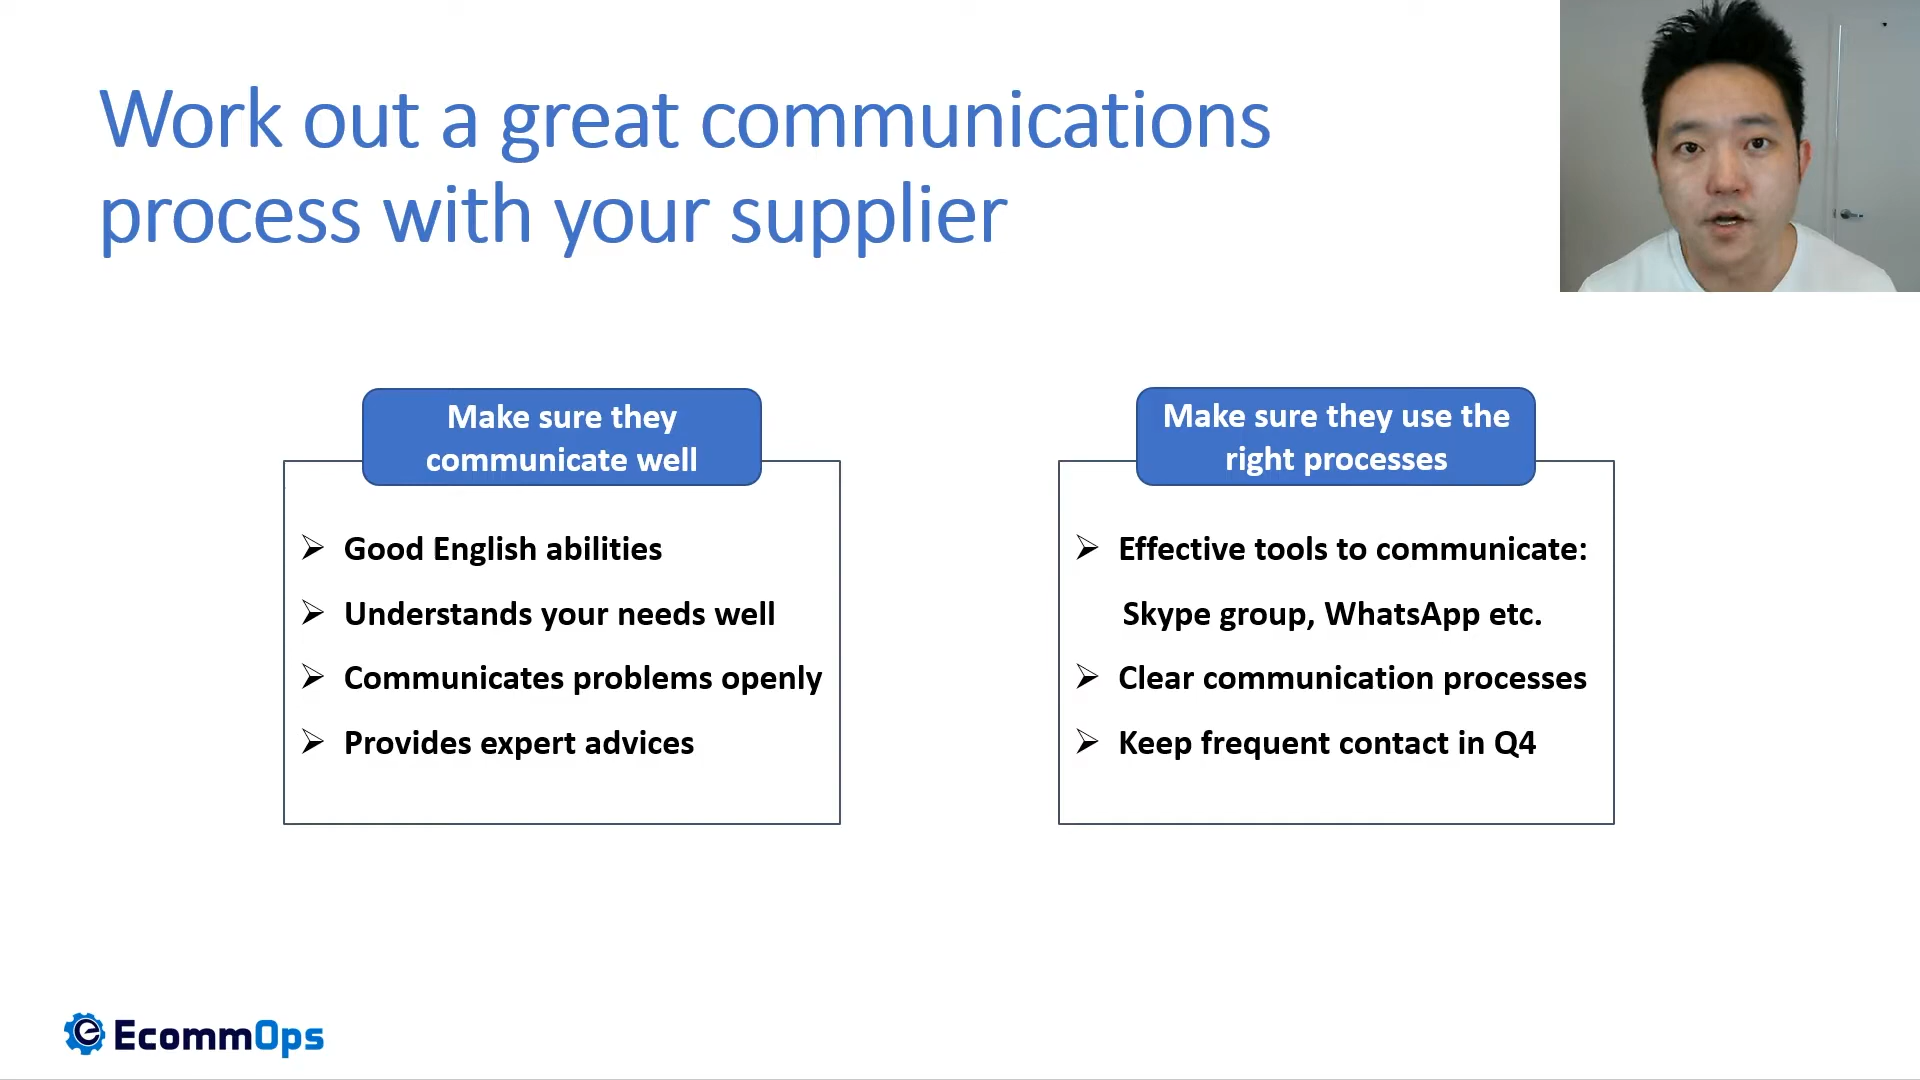 Work out a great communications
process with your supplier
Make sure they
communicate well
Good English abilities
Understands your needs well
Communicates problems openly
Provides expert advices
Make sure they use the
right processes
Effective tools to communicate:
Skype group, WhatsApp etc.
Clear communication processes
Keep frequent contact in Q4
EcommOps